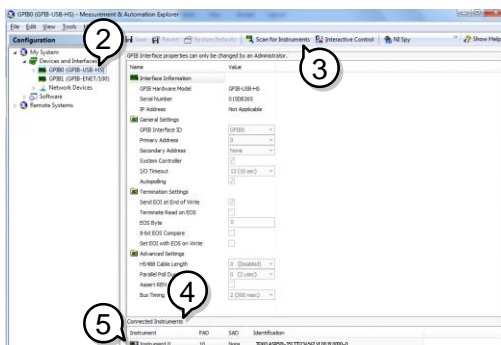 GPIB0 (GPIB-USB-HS) - Measurement & Automation Explorer
File Edit View Tools
Configuration
Save Revert Restore Defaults Scan for Instruments Interactive Control NI Spy Show Help
My System
Devices and Interfaces
GPIB0 (GPIB-USB-HS)
GPIB1 (GPIB-ENET/100)
Network Devices
Software
Remote Systems
2
3
GPIB Interface properties can only be changed by an Administrator.
Name Value
Interface Information
GPIB Hardware Model GPIB-USB-HS
Serial Number 015D8265
IP Address Not Applicable
General Settings
GPIB Interface ID GPIB0
Primary Address 0
Secondary Address None
System Controller
I/O Timeout 13 (10 sec)
Autopolling
Termination Settings
Send EOI at End of Write
Terminate Read on EOS
EOS Byte 0
8-bit EOS Compare
Set EOI with EOS on Write
Advanced Settings
HS488 Cable Length 0 (Disabled)
Parallel Poll 0 (2 usec)
Assert REN
Bus Timing 2 (500 nsec)
4
5
Connected Instruments
Instrument PAD SAD Identification
Instrument 0 10 None